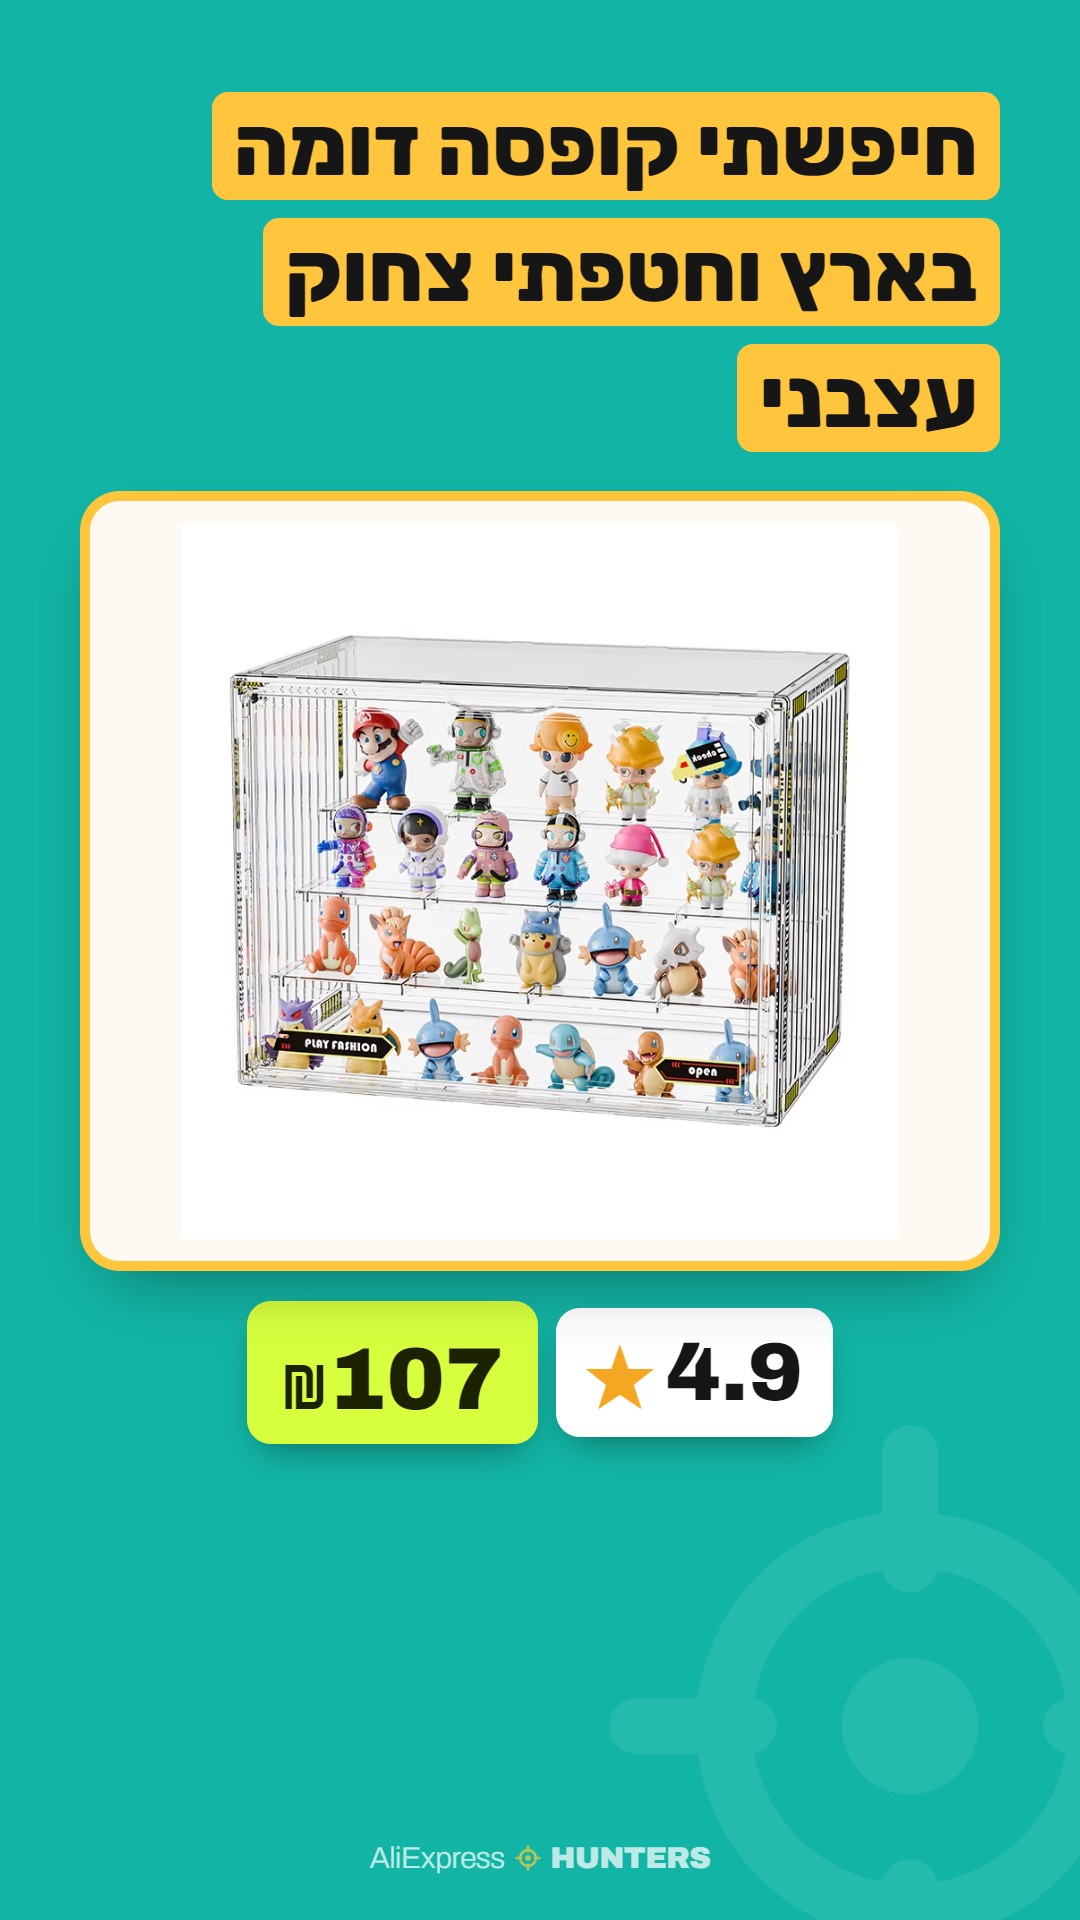 חיפשתי קופסה דומה
בארץ וחטפתי צחוק
עצבני
PLAY FASHION
open
₪107
4.9
AliExpress HUNTERS